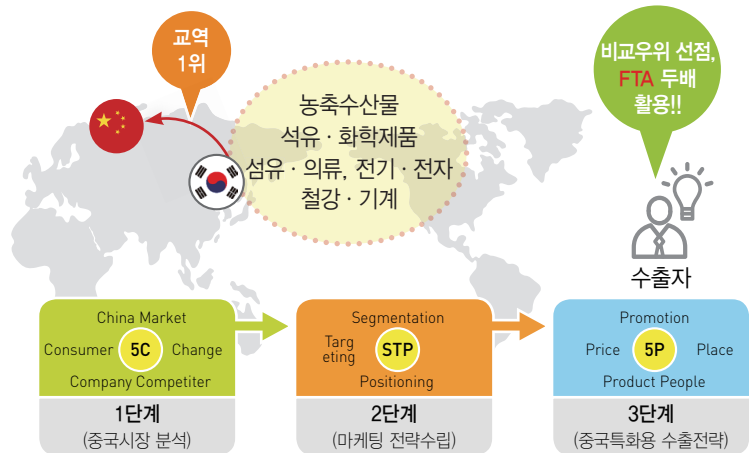 교역
1위
농축수산물
석유 · 화학제품
섬유 · 의류, 전기 · 전자
철강 · 기계
비교우위 선점,
FTA 두배
활용!!
수출자
China Market
Consumer 5C Change
Company Competiter
1단계
(중국시장 분석)
Segmentation
Targ
eting
STP
Positioning
2단계
(마케팅 전략수립)
Promotion
Price 5P Place
Product People
3단계
(중국특화용 수출전략)